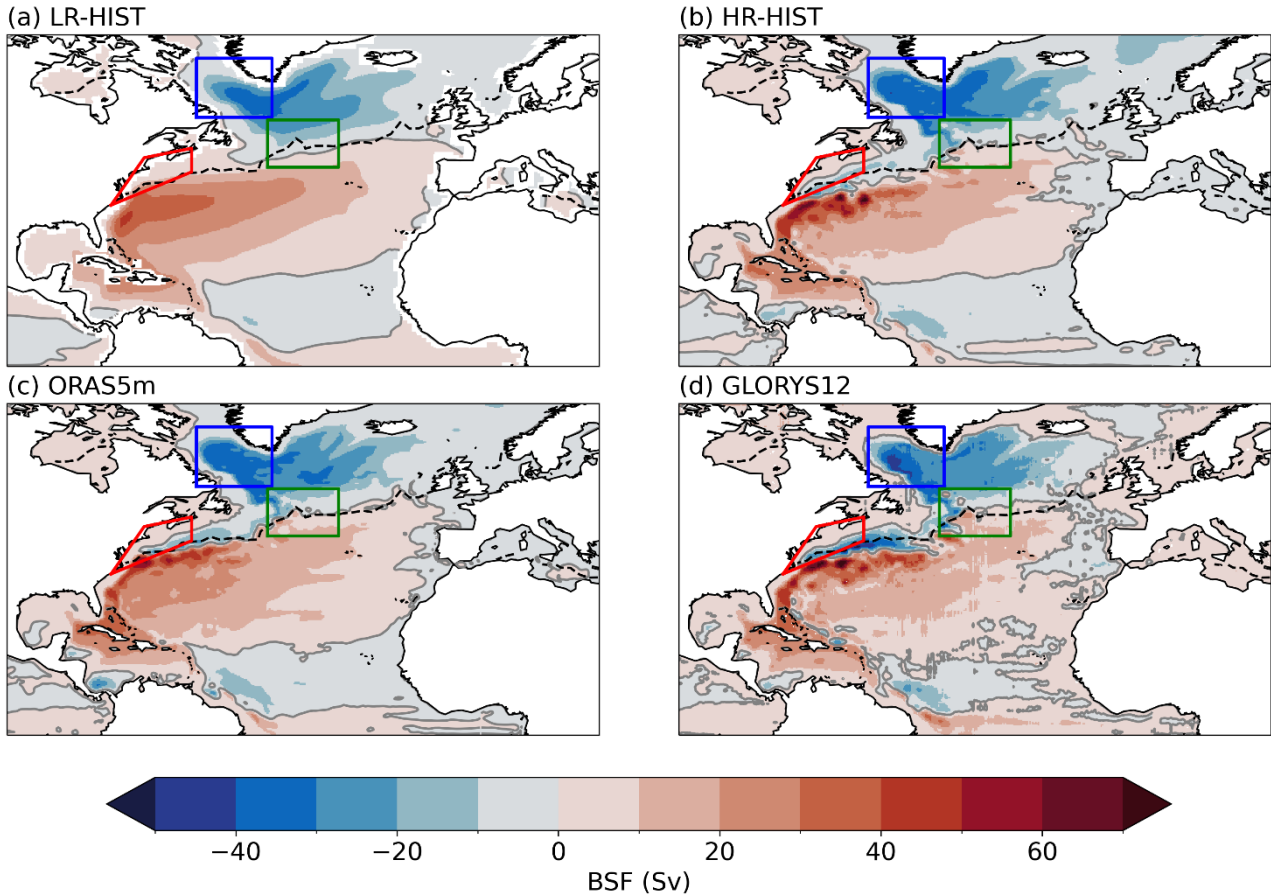 (a) LR-HIST
(b) HR-HIST
(c) ORAS5m
(d) GLORYS12
−40 −20 0 20 40 60
BSF (Sv)